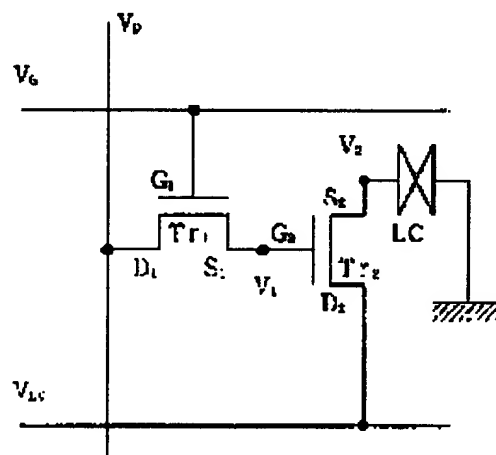 V_D
V_G
V_2
G_1
S_2
LC
Tr_1
G_2
Tr_2
D_1
S_1
V_1
D_2
V_LC